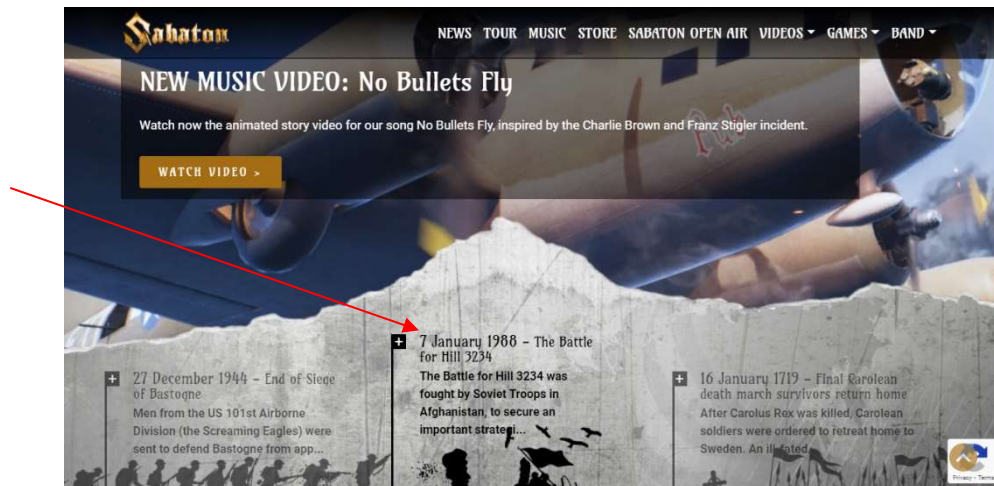 Sabaton
NEWS TOUR MUSIC STORE SABATON OPEN AIR VIDEOS GAMES BAND
NEW MUSIC VIDEO: No Bullets Fly
Watch now the animated story video for our song No Bullets Fly, inspired by the Charlie Brown and Franz Stigler incident.
WATCH VIDEO >
Pub
27 December 1944 – End of Siege
of Bastogne
Men from the US 101st Airborne
Division (the Screaming Eagles) were
sent to defend Bastogne from app...
7 January 1988 – The Battle
for Hill 3234
The Battle for Hill 3234 was
fought by Soviet Troops in
Afghanistan, to secure an
important strategi...
16 January 1719 – Final Carolean
death march survivors return home
After Carolus Rex was killed, Carolean
soldiers were ordered to retreat home to
Sweden. An ill-fated...
Privacy - Terms